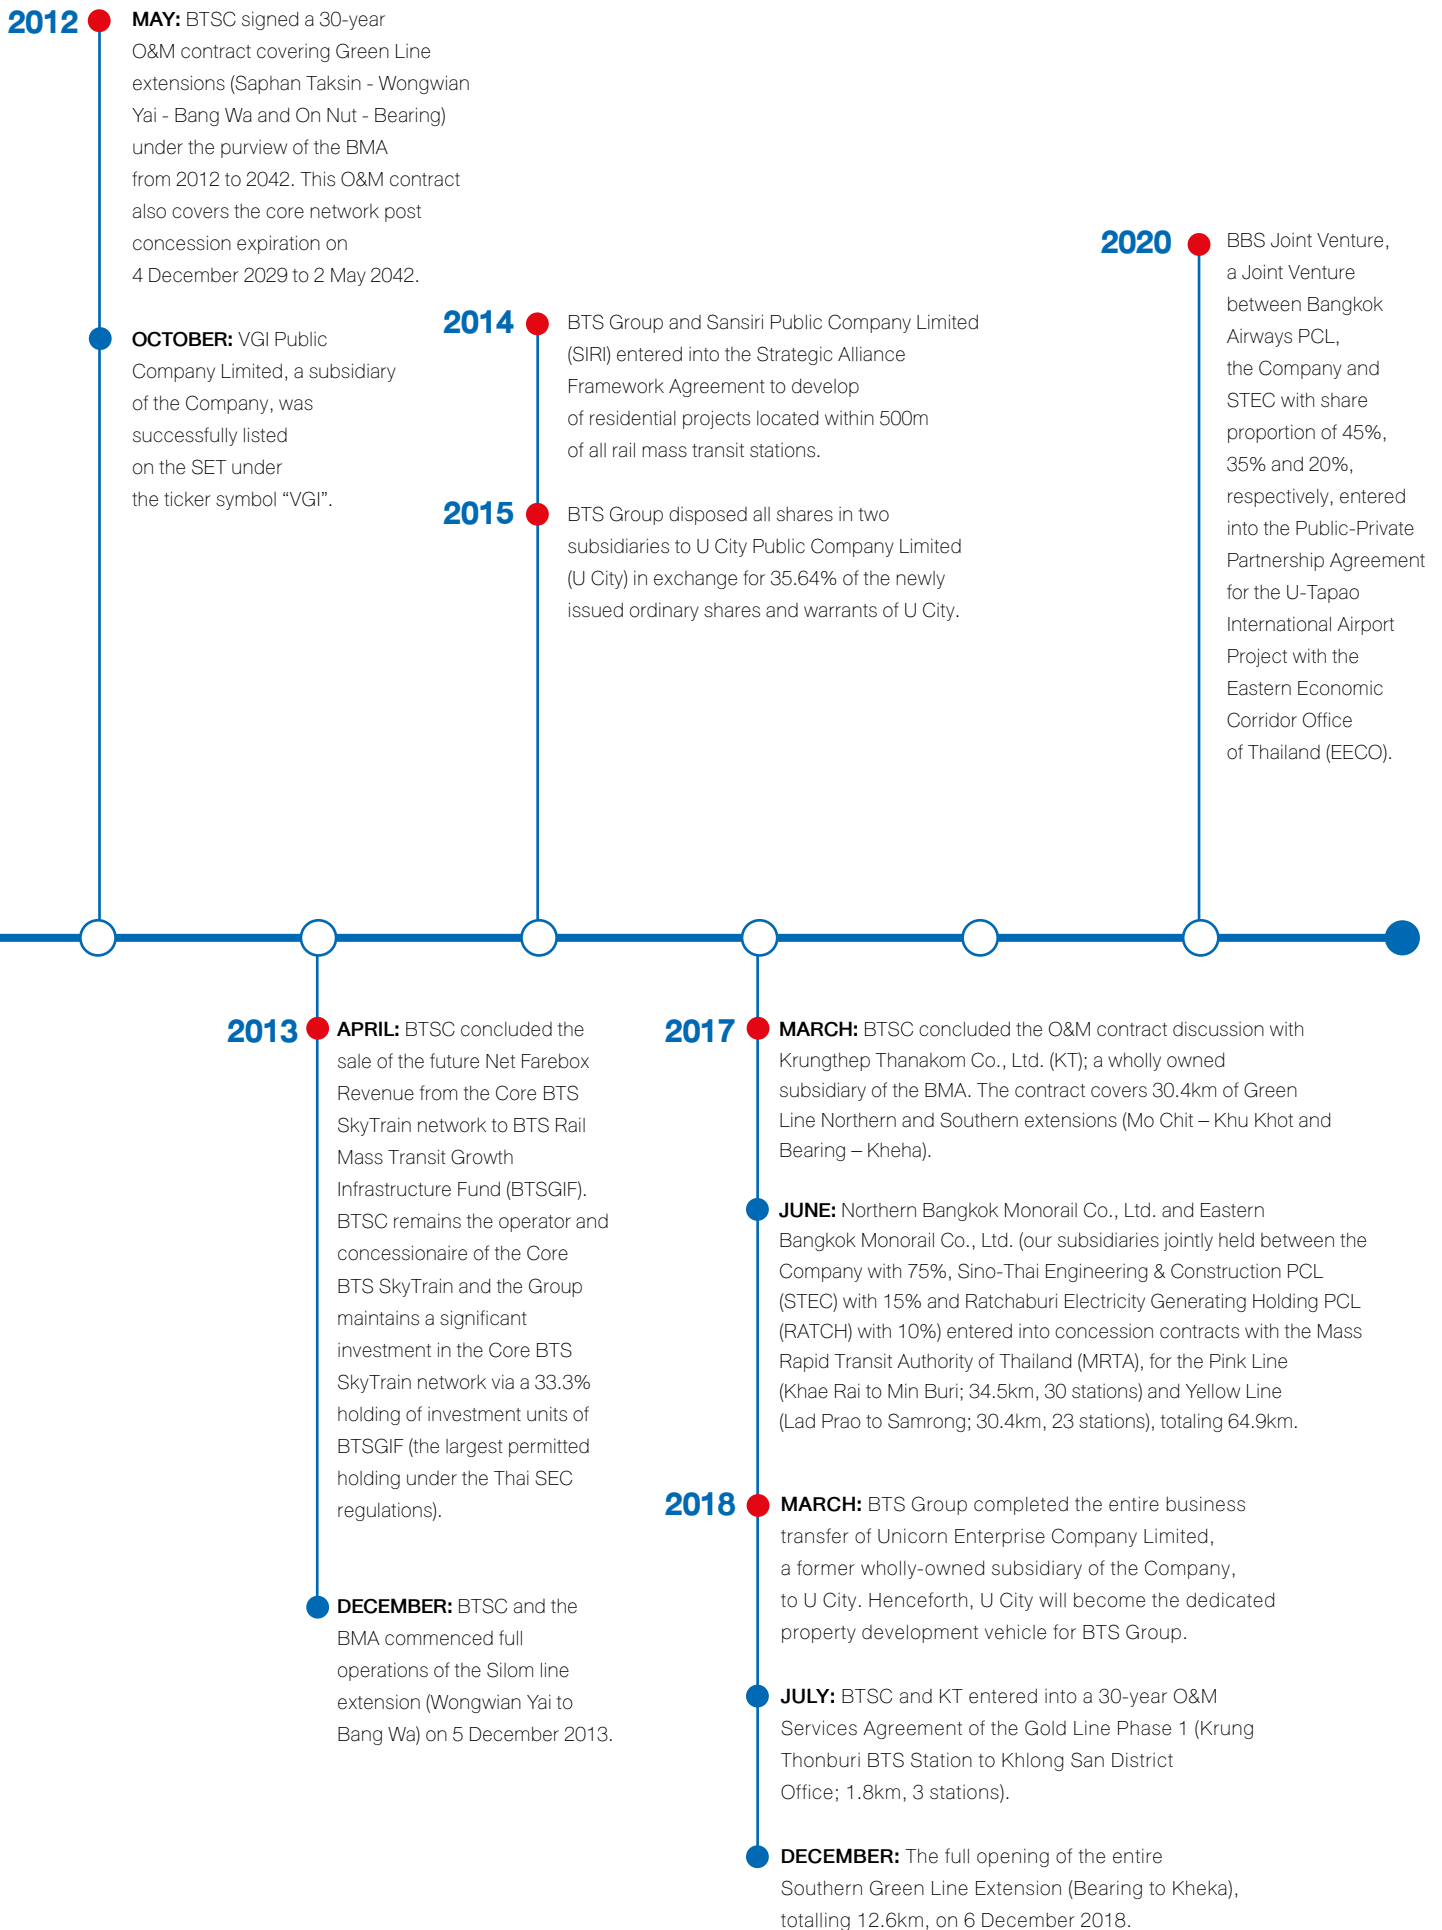 2012
MAY: BTSC signed a 30-year
O&M contract covering Green Line
extensions (Saphan Taksin - Wongwian
Yai - Bang Wa and On Nut - Bearing)
under the purview of the BMA
from 2012 to 2042. This O&M contract
also covers the core network post
concession expiration on
4 December 2029 to 2 May 2042.
OCTOBER: VGI Public
Company Limited, a subsidiary
of the Company, was
successfully listed
on the SET under
the ticker symbol “VGI”.
2014
BTS Group and Sansiri Public Company Limited
(SIRI) entered into the Strategic Alliance
Framework Agreement to develop
of residential projects located within 500m
of all rail mass transit stations.
2015
BTS Group disposed all shares in two
subsidiaries to U City Public Company Limited
(U City) in exchange for 35.64% of the newly
issued ordinary shares and warrants of U City.
2020
BBS Joint Venture,
a Joint Venture
between Bangkok
Airways PCL,
the Company and
STEC with share
proportion of 45%,
35% and 20%,
respectively, entered
into the Public-Private
Partnership Agreement
for the U-Tapao
International Airport
Project with the
Eastern Economic
Corridor Office
of Thailand (EECO).
2013
APRIL: BTSC concluded the
sale of the future Net Farebox
Revenue from the Core BTS
SkyTrain network to BTS Rail
Mass Transit Growth
Infrastructure Fund (BTSGIF).
BTSC remains the operator and
concessionaire of the Core
BTS SkyTrain and the Group
maintains a significant
investment in the Core BTS
SkyTrain network via a 33.3%
holding of investment units of
BTSGIF (the largest permitted
holding under the Thai SEC
regulations).
DECEMBER: BTSC and the
BMA commenced full
operations of the Silom line
extension (Wongwian Yai to
Bang Wa) on 5 December 2013.
2017
MARCH: BTSC concluded the O&M contract discussion with
Krungthep Thanakom Co., Ltd. (KT); a wholly owned
subsidiary of the BMA. The contract covers 30.4km of Green
Line Northern and Southern extensions (Mo Chit – Khu Khot and
Bearing – Kheha).
JUNE: Northern Bangkok Monorail Co., Ltd. and Eastern
Bangkok Monorail Co., Ltd. (our subsidiaries jointly held between the
Company with 75%, Sino-Thai Engineering & Construction PCL
(STEC) with 15% and Ratchaburi Electricity Generating Holding PCL
(RATCH) with 10%) entered into concession contracts with the Mass
Rapid Transit Authority of Thailand (MRTA), for the Pink Line
(Khae Rai to Min Buri; 34.5km, 30 stations) and Yellow Line
(Lad Prao to Samrong; 30.4km, 23 stations), totaling 64.9km.
2018
MARCH: BTS Group completed the entire business
transfer of Unicorn Enterprise Company Limited,
a former wholly-owned subsidiary of the Company,
to U City. Henceforth, U City will become the dedicated
property development vehicle for BTS Group.
JULY: BTSC and KT entered into a 30-year O&M
Services Agreement of the Gold Line Phase 1 (Krung
Thonburi BTS Station to Khlong San District
Office; 1.8km, 3 stations).
DECEMBER: The full opening of the entire
Southern Green Line Extension (Bearing to Kheka),
totalling 12.6km, on 6 December 2018.